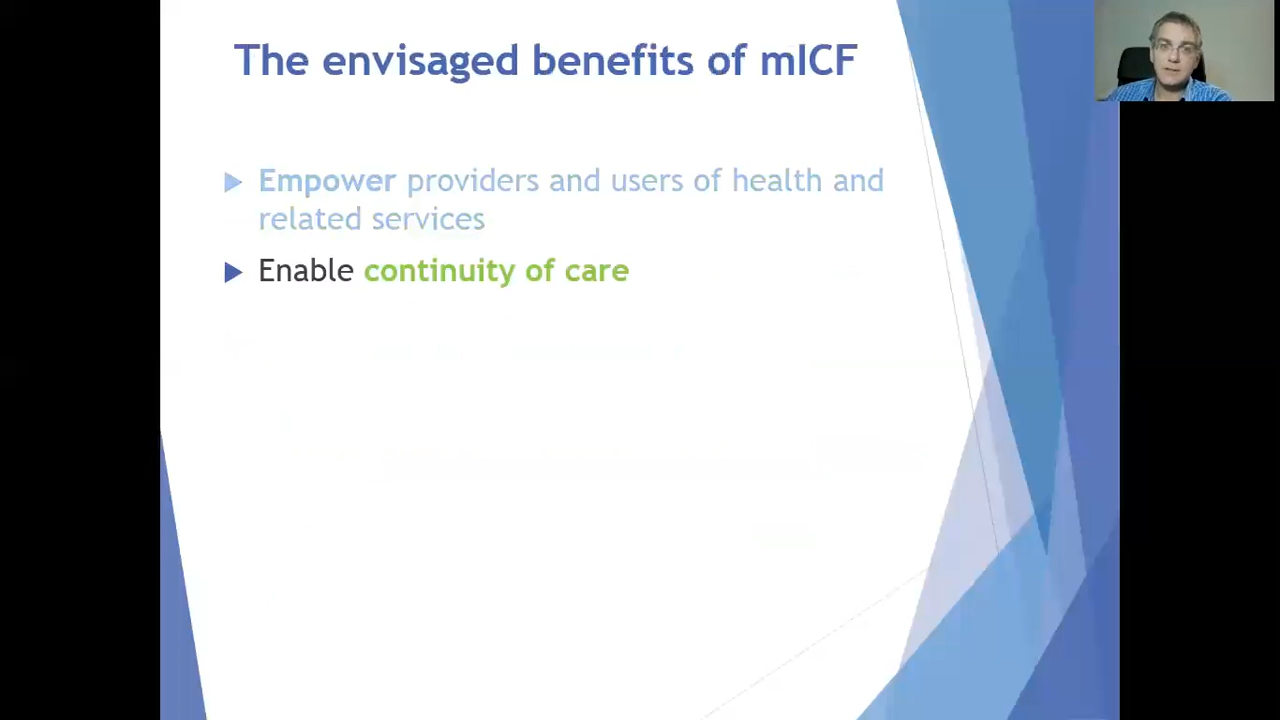 The envisaged benefits of mICF
Empower providers and users of health and
related services
Enable continuity of care